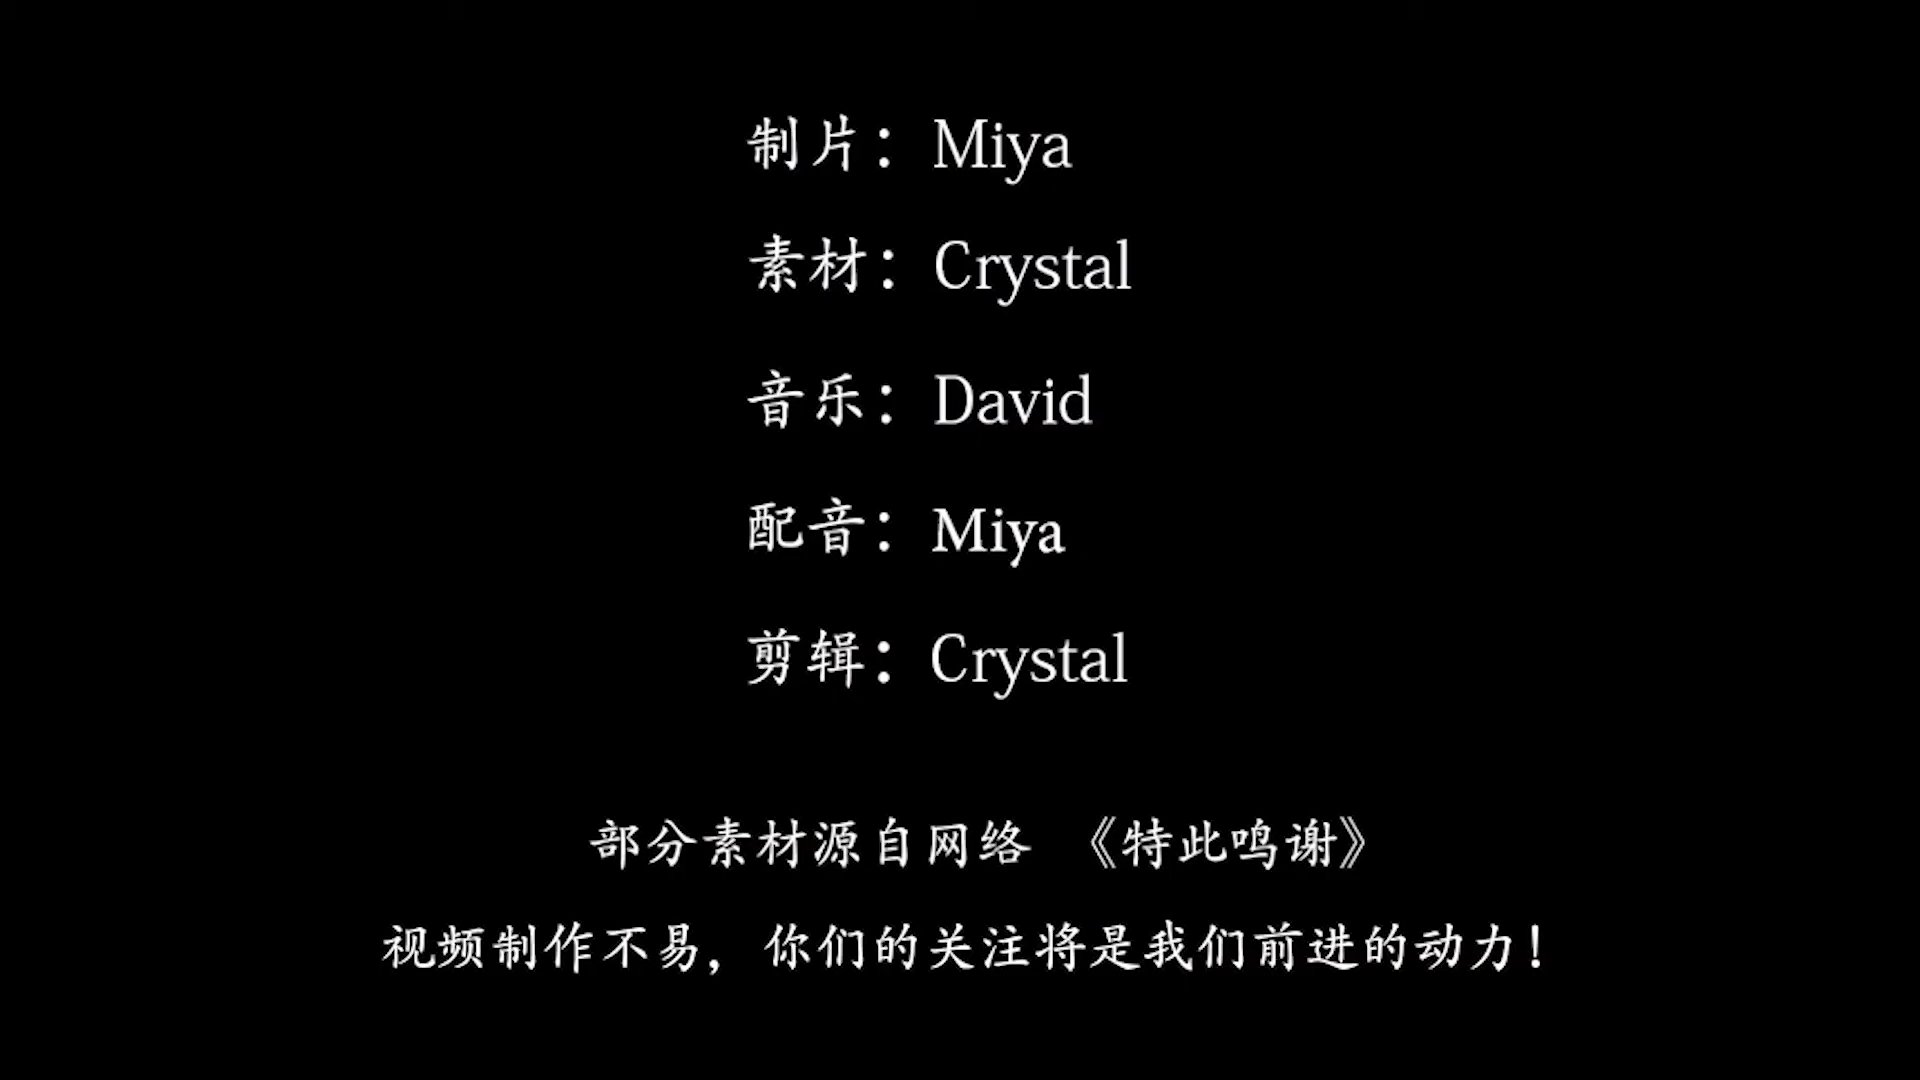 制片：Miya
素材：Crystal
音乐：David
配音：Miya
剪辑：Crystal
部分素材源自网络 《特此鸣谢》
视频制作不易，你们的关注将是我们前进的动力！